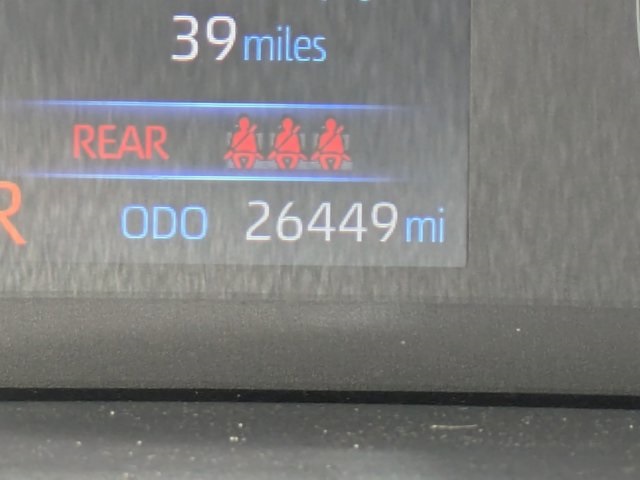 39 miles
REAR
R
ODO 26449 mi